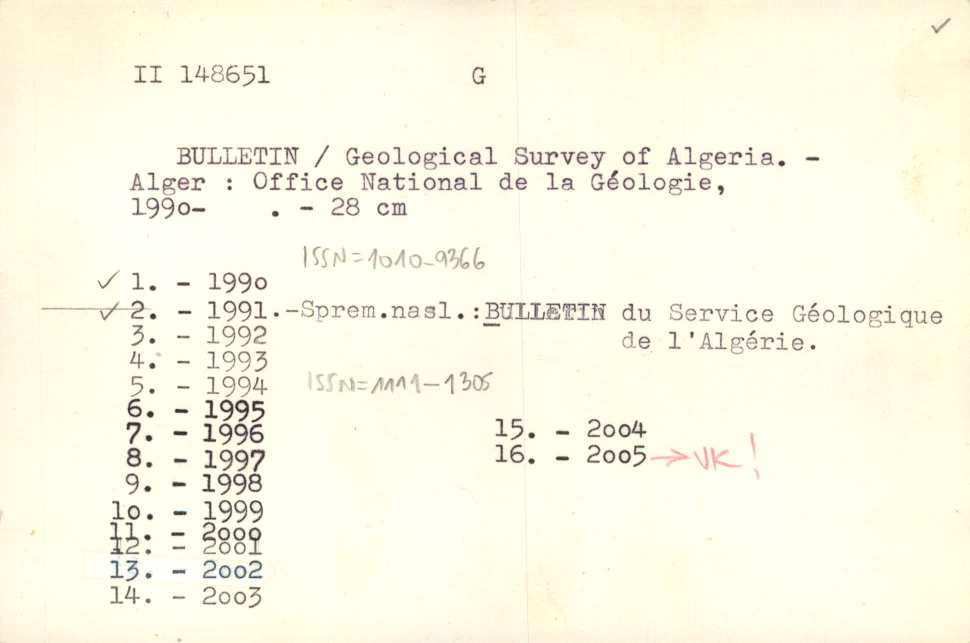 II 148651 G
BULLETIN / Geological Survey of Algeria. -
Alger : Office National de la Géologie,
199o-    . - 28 cm
ISSN=1010-9366
✓ 1. - 199o
✓ 2. - 1991.-Sprem.nasl.:BULLETIN du Service Géologique
de l'Algérie.
3. - 1992
4. - 1993
5. - 1994
ISSN=1111-1305
6. - 1995
7. - 1996
8. - 1997
9. - 1998
1o. - 1999
11. - 2ooo
12. - 2oo1
13. - 2oo2
14. - 2oo3
15. - 2oo4
16. - 2oo5 → VK!